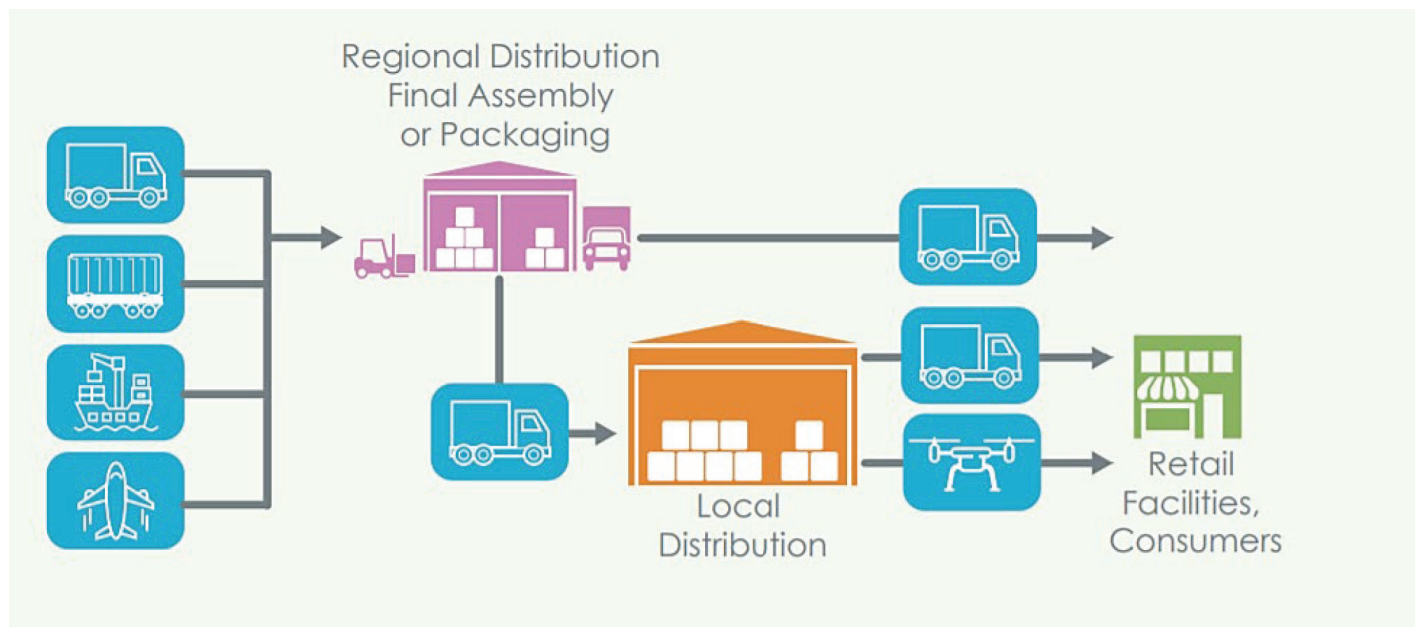 Regional Distribution
Final Assembly
or Packaging
Local
Distribution
Retail
Facilities,
Consumers